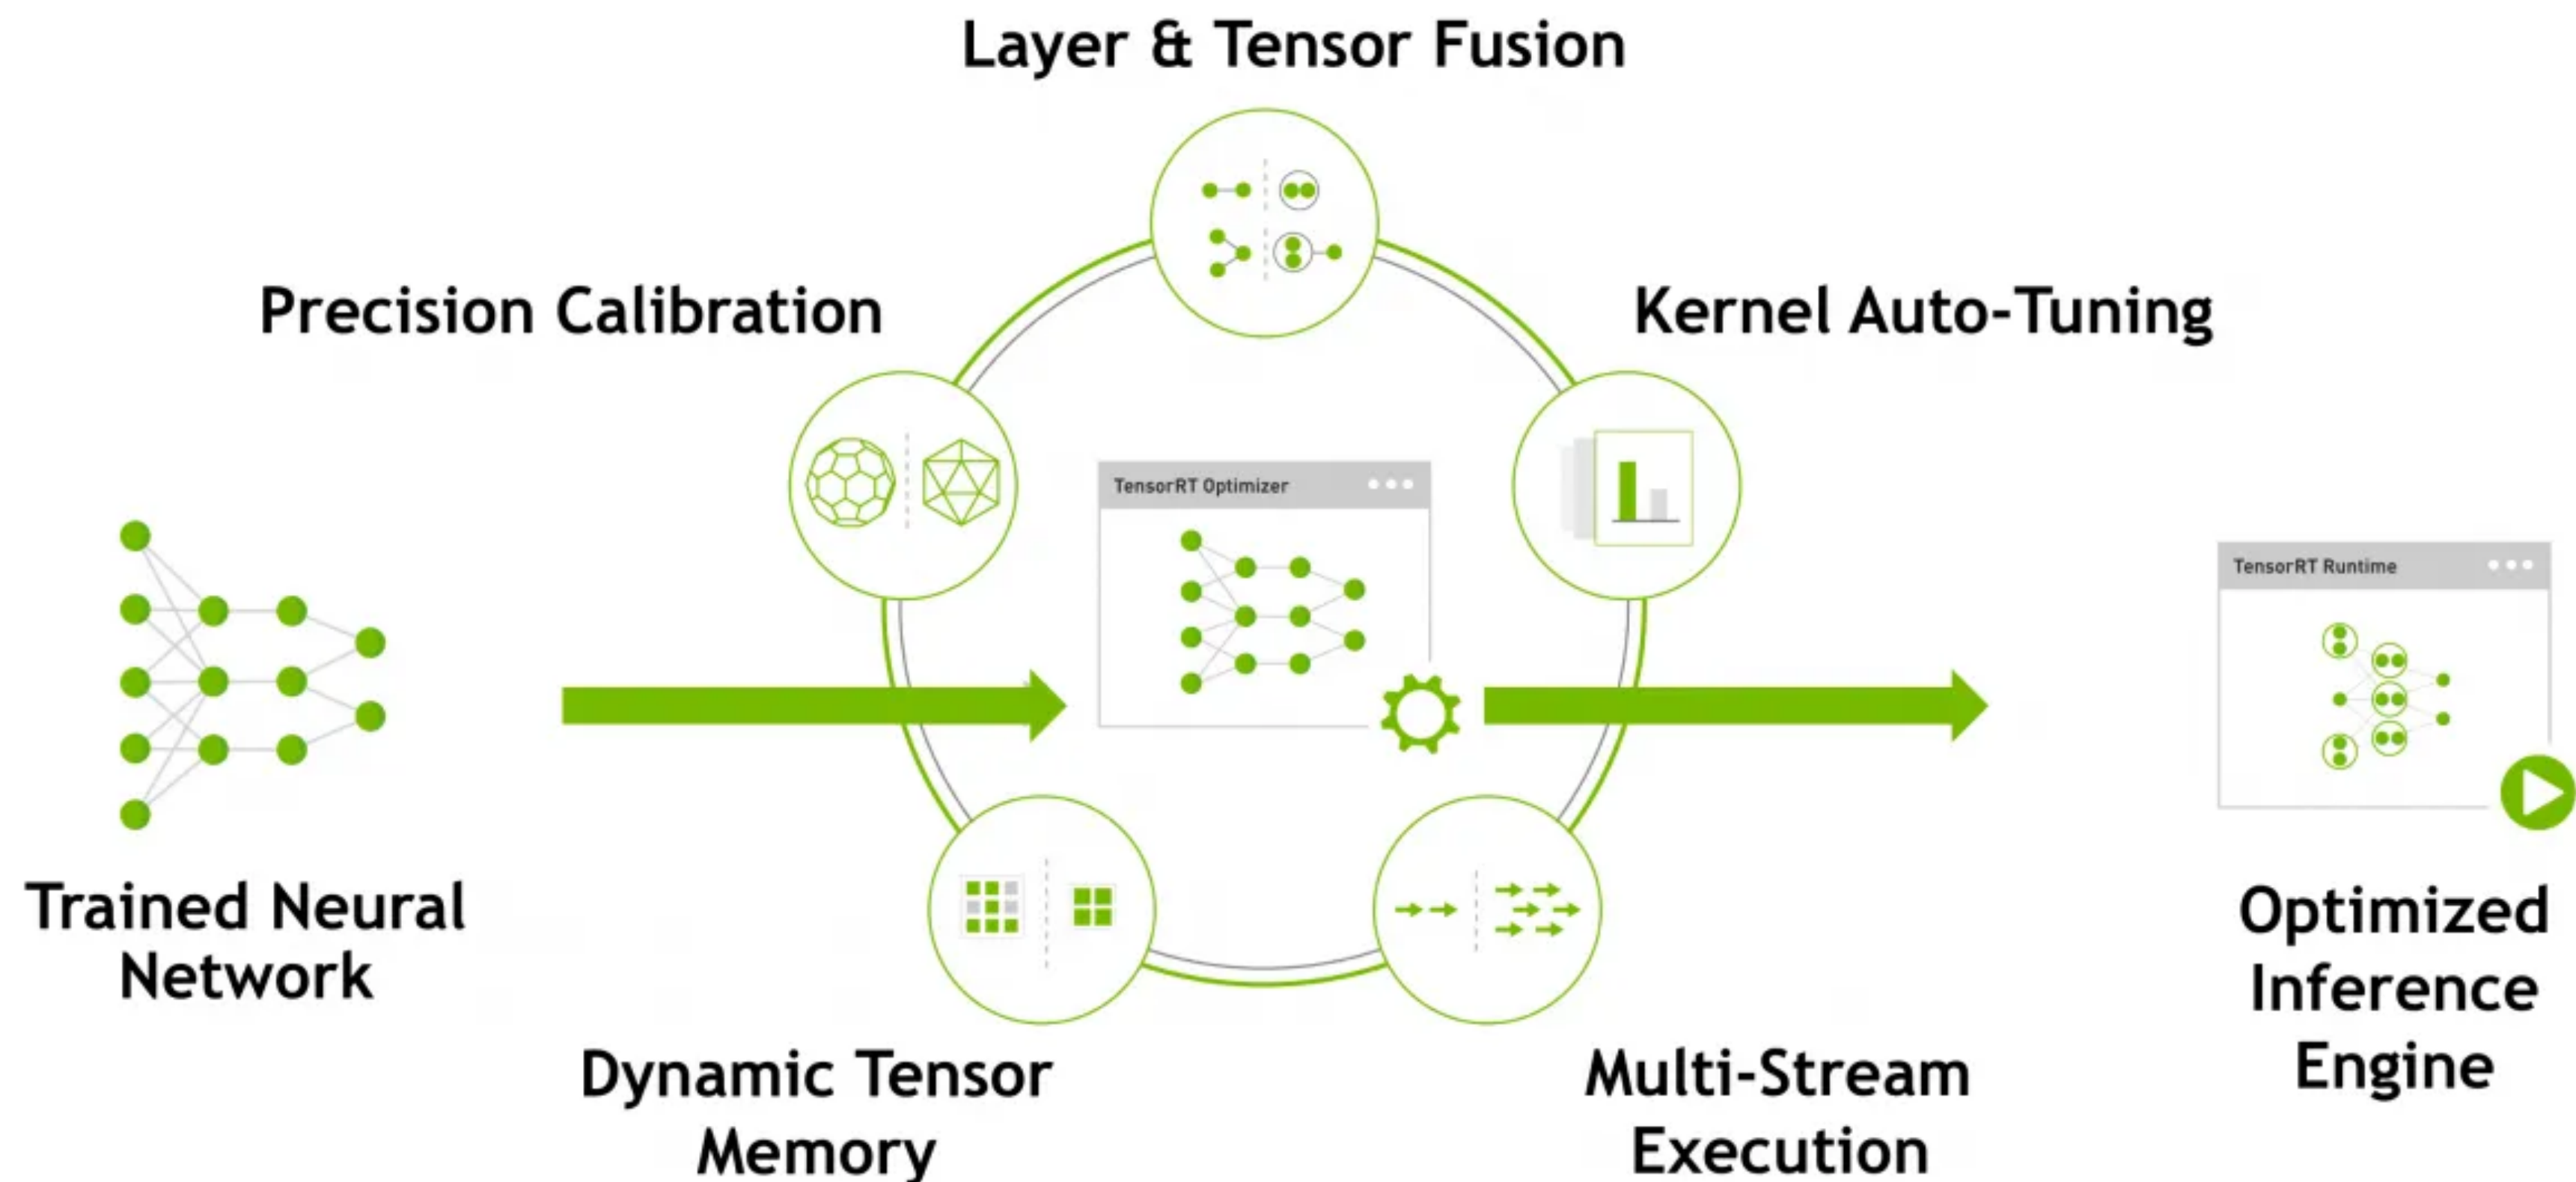 Layer & Tensor Fusion
Precision Calibration
Kernel Auto-Tuning
TensorRT Optimizer
TensorRT Runtime
Trained Neural
Network
Optimized
Inference
Engine
Dynamic Tensor
Memory
Multi-Stream
Execution